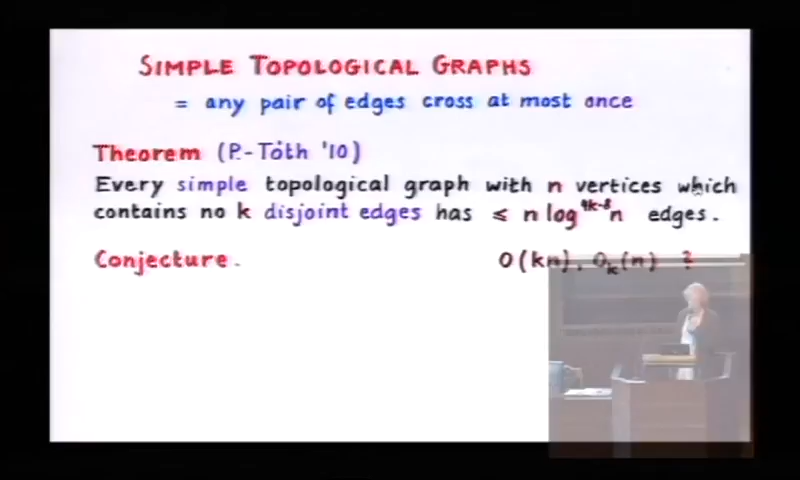 SIMPLE TOPOLOGICAL GRAPHS
= any pair of edges cross at most once
Theorem (P.-Tóth '10)
Every simple topological graph with n vertices which
contains no k disjoint edges has ≤ n log^{4k-8} n edges.
Conjecture. O(kn), O_k(n) ?